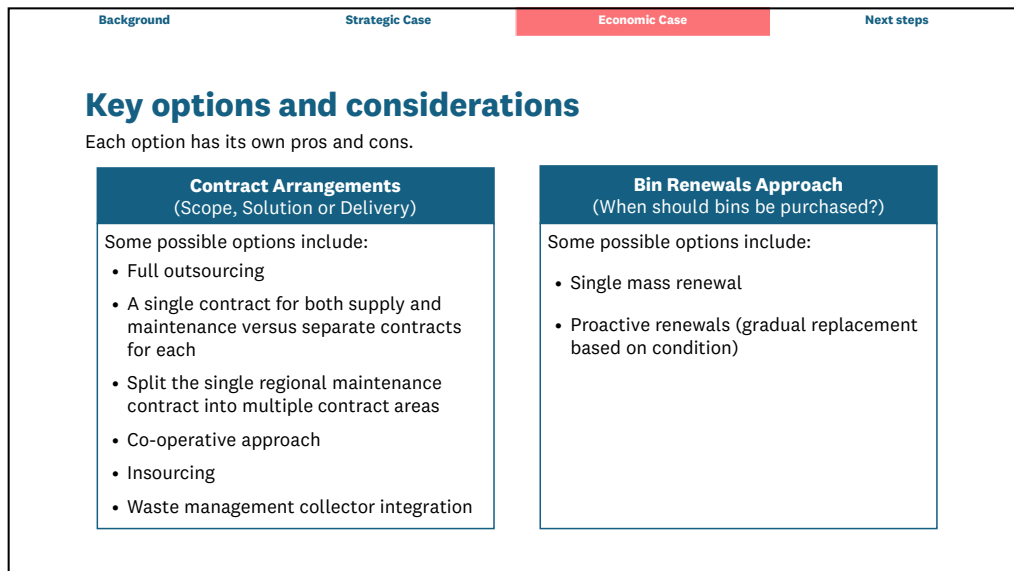 Background
Strategic Case
Economic Case
Next steps
Key options and considerations
Each option has its own pros and cons.
Contract Arrangements
(Scope, Solution or Delivery)
Some possible options include:
• Full outsourcing
• A single contract for both supply and
maintenance versus separate contracts
for each
• Split the single regional maintenance
contract into multiple contract areas
• Co-operative approach
• Insourcing
• Waste management collector integration
Bin Renewals Approach
(When should bins be purchased?)
Some possible options include:
• Single mass renewal
• Proactive renewals (gradual replacement
based on condition)